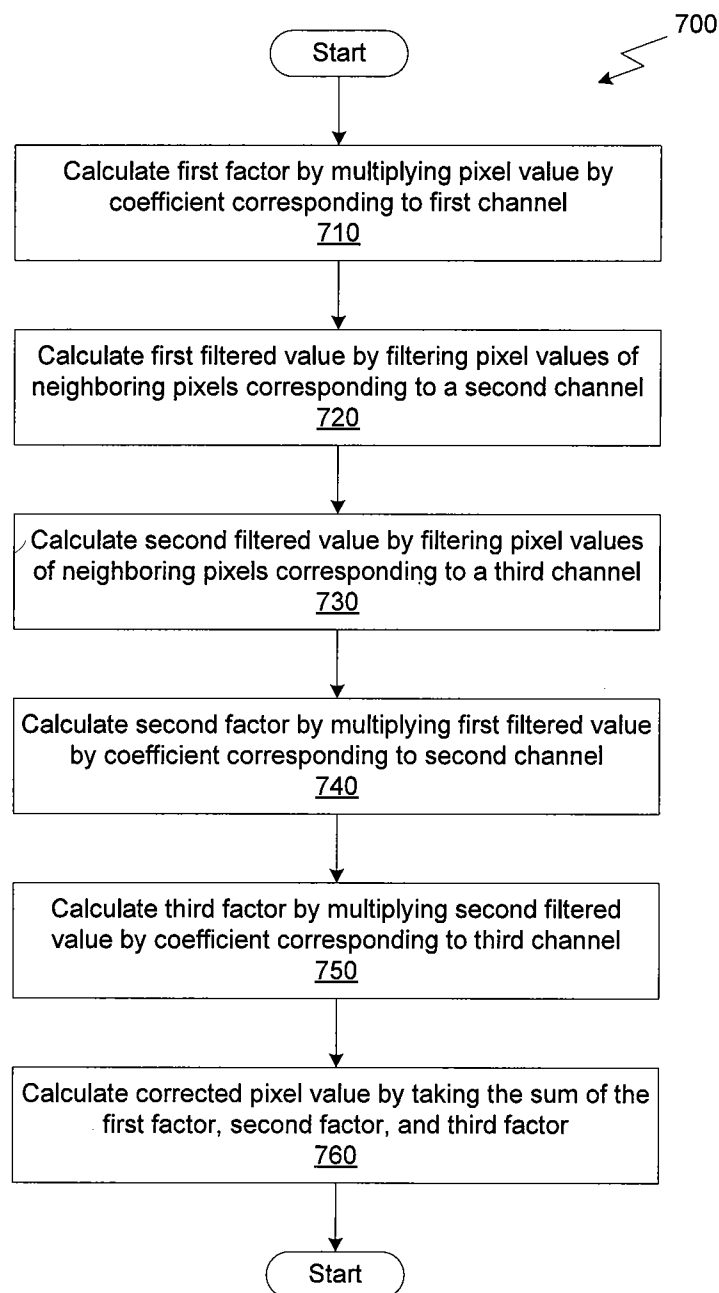 700
Start
Calculate first factor by multiplying pixel value by
coefficient corresponding to first channel
710
Calculate first filtered value by filtering pixel values of
neighboring pixels corresponding to a second channel
720
Calculate second filtered value by filtering pixel values
of neighboring pixels corresponding to a third channel
730
Calculate second factor by multiplying first filtered value
by coefficient corresponding to second channel
740
Calculate third factor by multiplying second filtered
value by coefficient corresponding to third channel
750
Calculate corrected pixel value by taking the sum of the
first factor, second factor, and third factor
760
Start